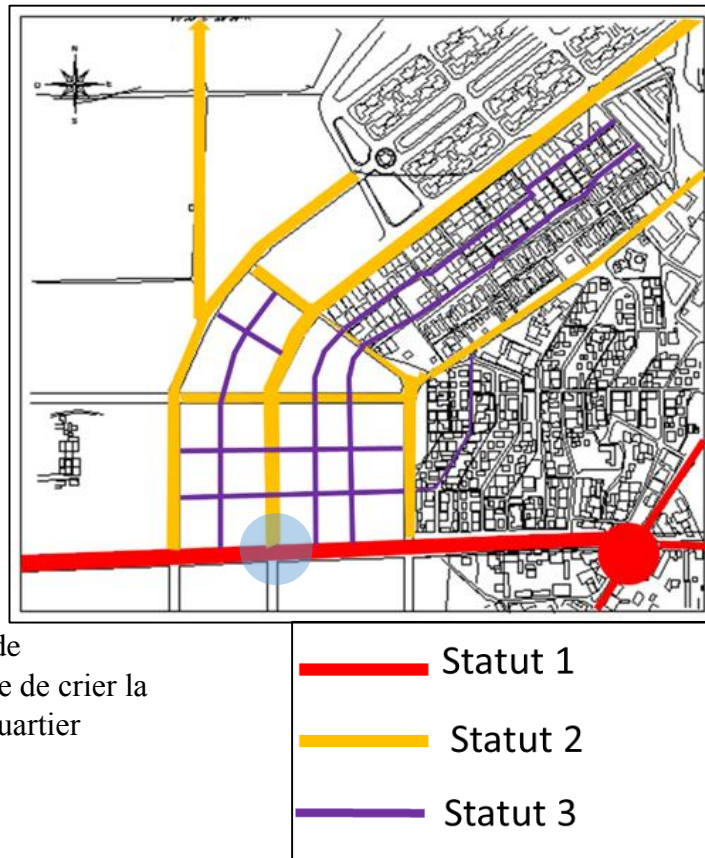 N
O
E
S
de
e de crier la
uartier
Statut 1
Statut 2
Statut 3